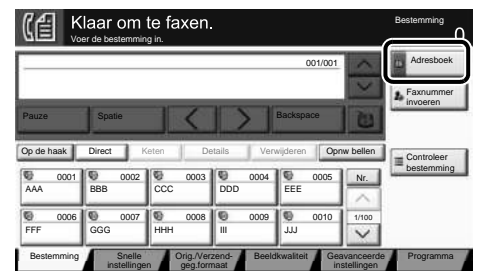 Klaar om te faxen.
Voer de bestemming in.
Bestemming
0
001/001
Adresboek
Faxnummer
invoeren
Pauze Spatie Backspace
Op de haak Direct Keten Details Verwijderen Opnw bellen
Controleer
bestemming
0001 0002 0003 0004 0005 Nr.
AAA BBB CCC DDD EEE
0006 0007 0008 0009 0010 1/100
FFF GGG HHH III JJJ
Bestemming Snelle
instellingen Orig./Verzend-
geg.formaat Beeldkwaliteit Geavanceerde
instellingen Programma